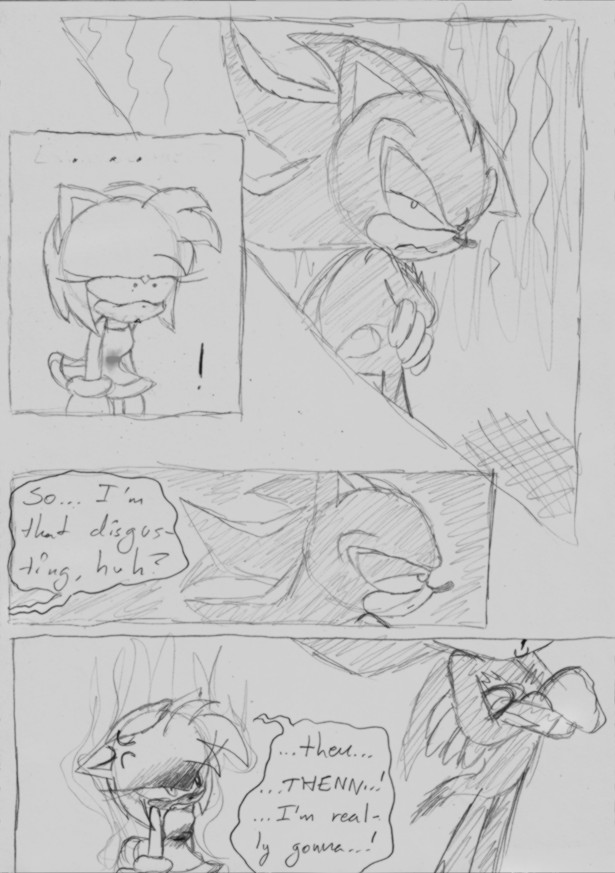 ....
!
So... I'm
that disgus-
ting, huh?
...then...
...THENN...!
...I'm real-
ly gonna...!